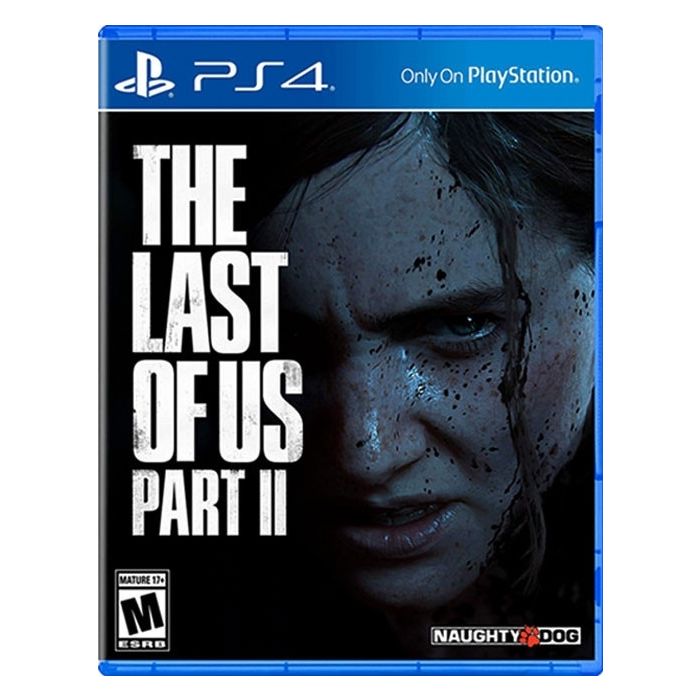 PS4
Only On PlayStation.
THE
LAST
OF US
PART II
MATURE 17+
M
ESRB
NAUGHTY DOG